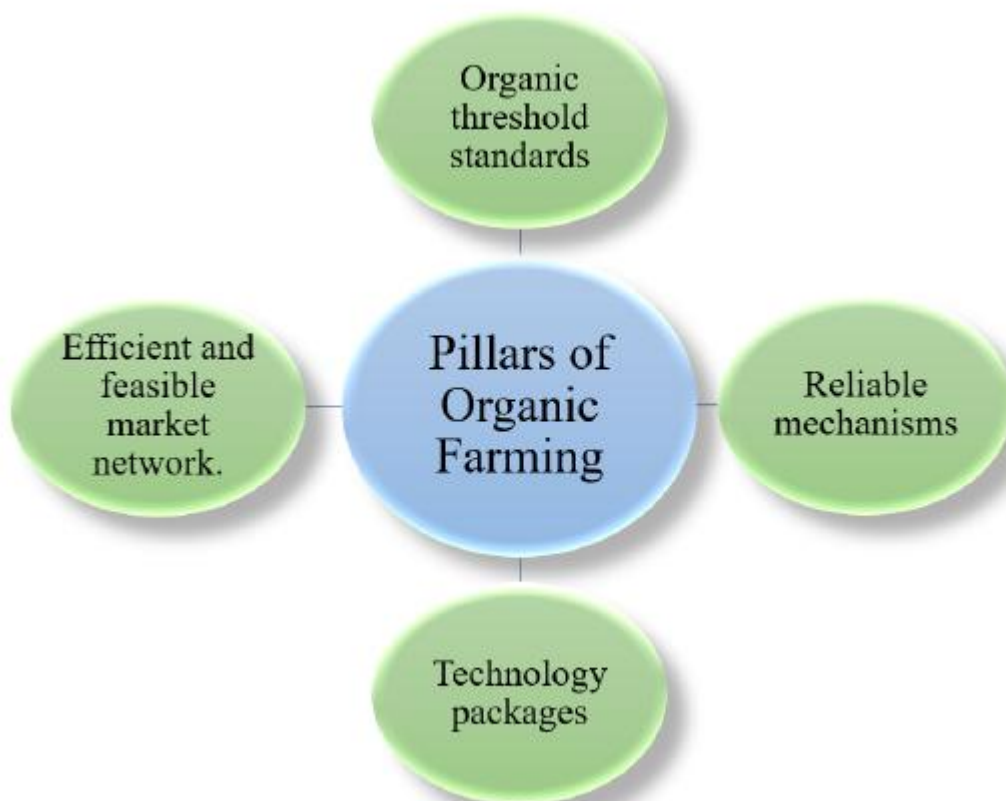 Organic
threshold
standards
Efficient and
feasible
market
network.
Pillars of
Organic
Farming
Reliable
mechanisms
Technology
packages